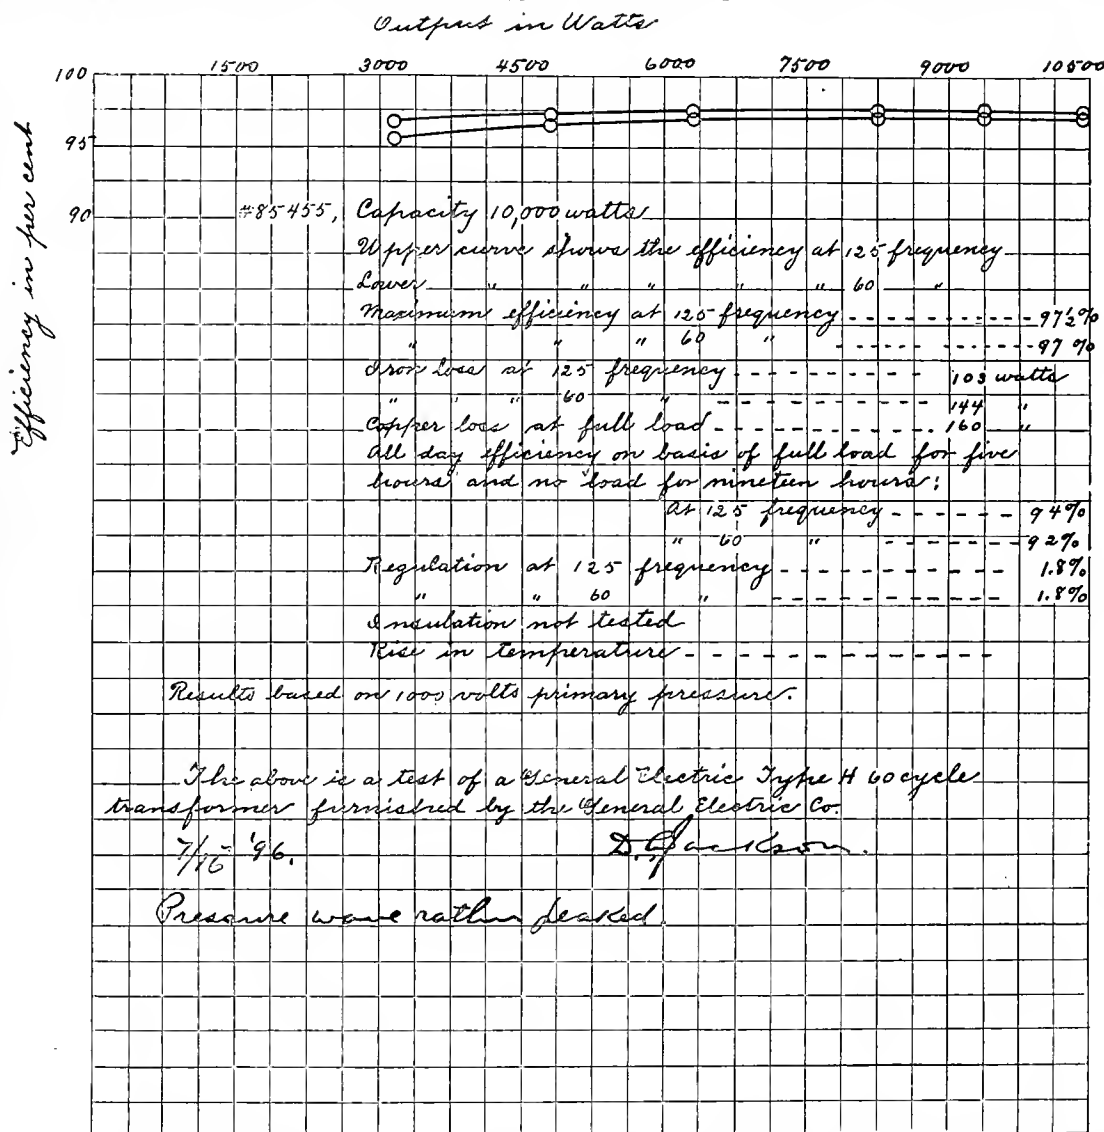 Output in Watts
1500 3000 4500 6000 7500 9000 10500
100
95
90
Efficiency in per cent
#85455, Capacity 10,000 watts
Upper curve shows the efficiency at 125 frequency
Lower " " " " " 60 "
Maximum efficiency at 125 frequency - - - - - - - - - - 97½%
" " " 60 " - - - - - - - - - - 97%
Iron loss at 125 frequency - - - - - - - - - - 103 watts
" " " 60 " - - - - - - - - - - 144 "
Copper loss at full load - - - - - - - - - - 160 "
All day efficiency on basis of full load for five
hours and no load for nineteen hours:
At 125 frequency - - - - - - - 94%
" 60 " - - - - - - - 92%
Regulation at 125 frequency - - - - - - - - - - 1.8%
" " 60 " - - - - - - - - - - 1.8%
Insulation not tested
Rise in temperature - - - - - - - - - - - - -
Results based on 1000 volts primary pressure.
The above is a test of a General Electric Type H 60 cycle
transformer furnished by the General Electric Co.
7/15 '96. D.C. Jackson.
Pressure wave rather peaked.